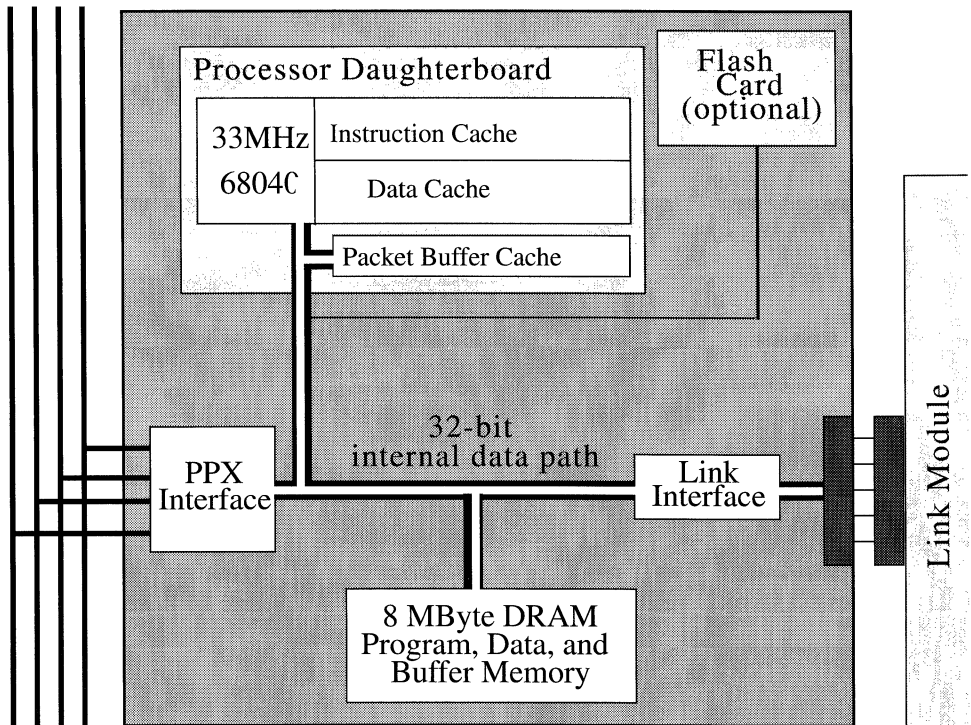 Processor Daughterboard
33MHz
68040
Instruction Cache
Data Cache
Packet Buffer Cache
Flash
Card
(optional)
32-bit
internal data path
PPX
Interface
Link
Interface
8 MByte DRAM
Program, Data, and
Buffer Memory
Link Module